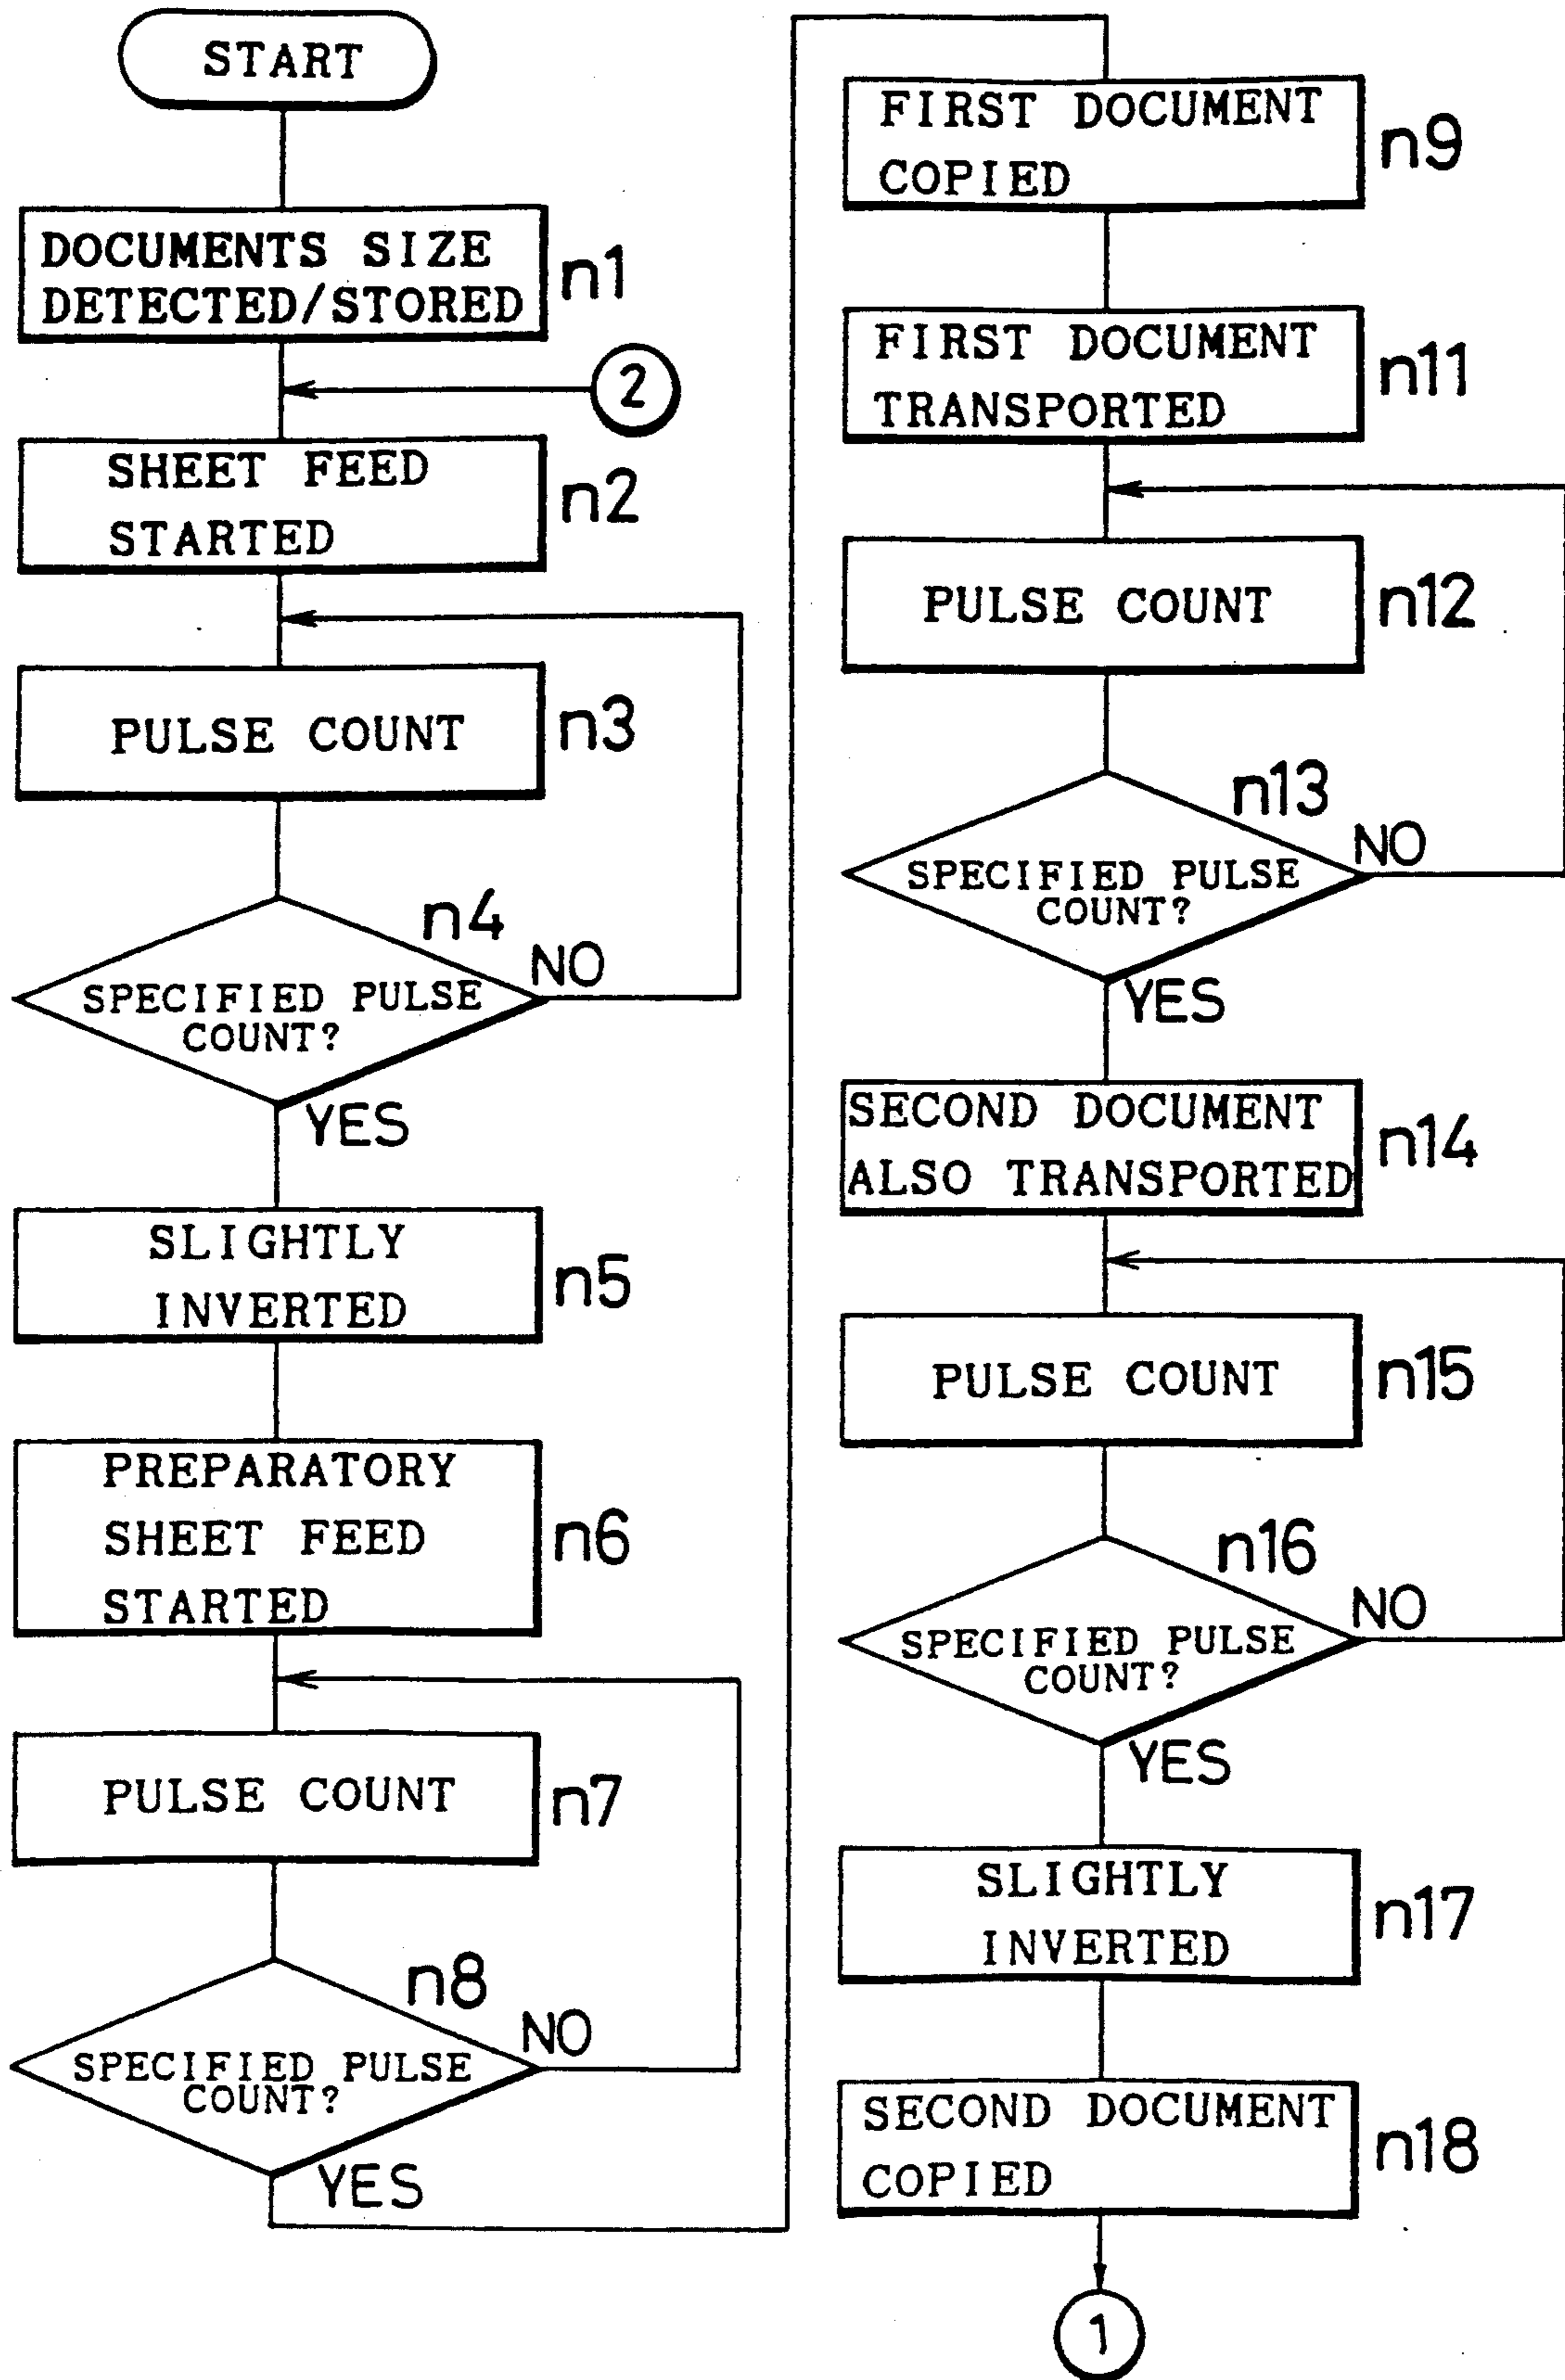 START
DOCUMENTS SIZE
DETECTED/STORED
n1
2
SHEET FEED
STARTED
n2
PULSE COUNT
n3
n4
NO
SPECIFIED PULSE
COUNT?
YES
SLIGHTLY
INVERTED
n5
PREPARATORY
SHEET FEED
STARTED
n6
PULSE COUNT
n7
n8
NO
SPECIFIED PULSE
COUNT?
YES
FIRST DOCUMENT
COPIED
n9
FIRST DOCUMENT
TRANSPORTED
n11
PULSE COUNT
n12
n13
NO
SPECIFIED PULSE
COUNT?
YES
SECOND DOCUMENT
ALSO TRANSPORTED
n14
PULSE COUNT
n15
n16
NO
SPECIFIED PULSE
COUNT?
YES
SLIGHTLY
INVERTED
n17
SECOND DOCUMENT
COPIED
n18
1